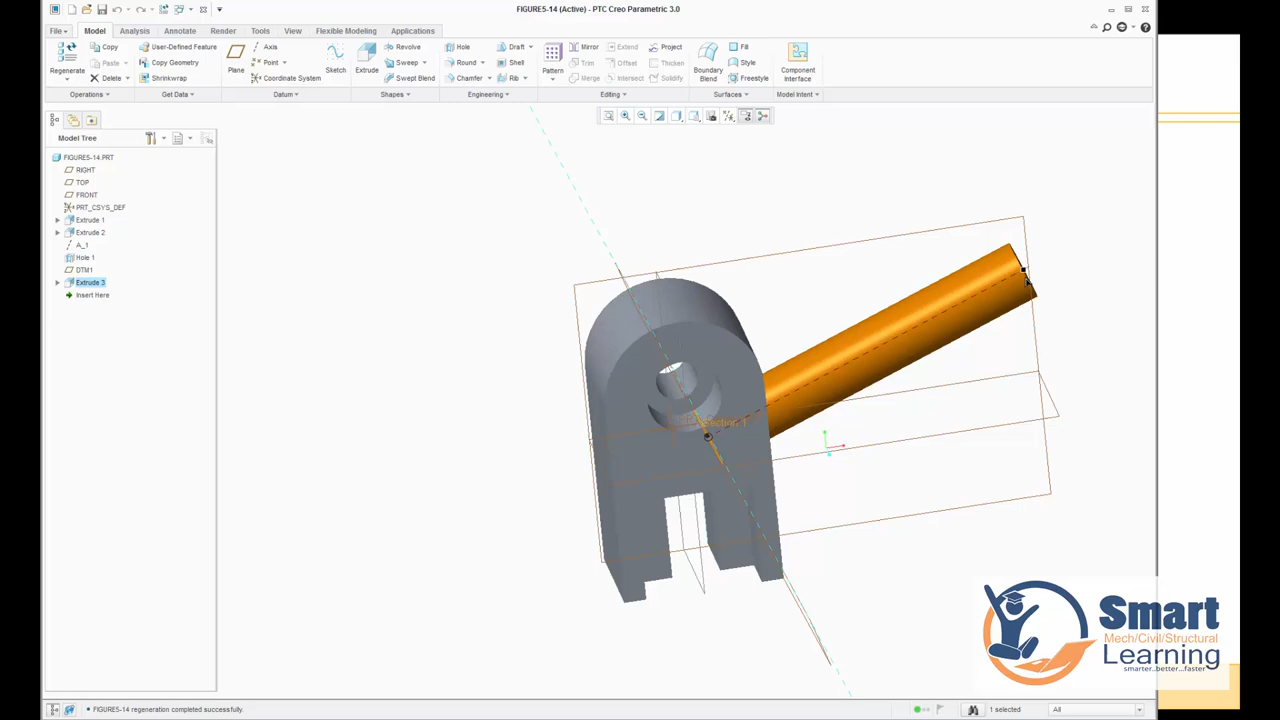 FIGURE5-14 (Active) - PTC Creo Parametric 3.0
File Model Analysis Annotate Render Tools View Flexible Modeling Applications
Regenerate Copy Paste Delete User-Defined Feature Copy Geometry Shrinkwrap Plane Axis Point Coordinate System Sketch Extrude Revolve Sweep Swept Blend Hole Round Chamfer Draft Shell Rib Pattern Mirror Trim Merge Extend Offset Intersect Project Thicken Solidify Boundary Blend Fill Style Freestyle Component Interface
Operations Get Data Datum Shapes Engineering Editing Surfaces Model Intent
Model Tree
FIGURE5-14.PRT
RIGHT
TOP
FRONT
PRT_CSYS_DEF
Extrude 1
Extrude 2
A_1
Hole 1
DTM1
Extrude 3
Insert Here
Section 1
Smart
Mech/Civil/Structural
Learning
smarter..better...faster
FIGURE5-14 regeneration completed successfully.
1 selected
All